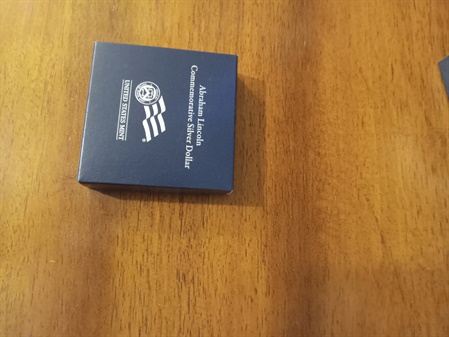 Abraham Lincoln
Commemorative Silver Dollar
UNITED STATES MINT